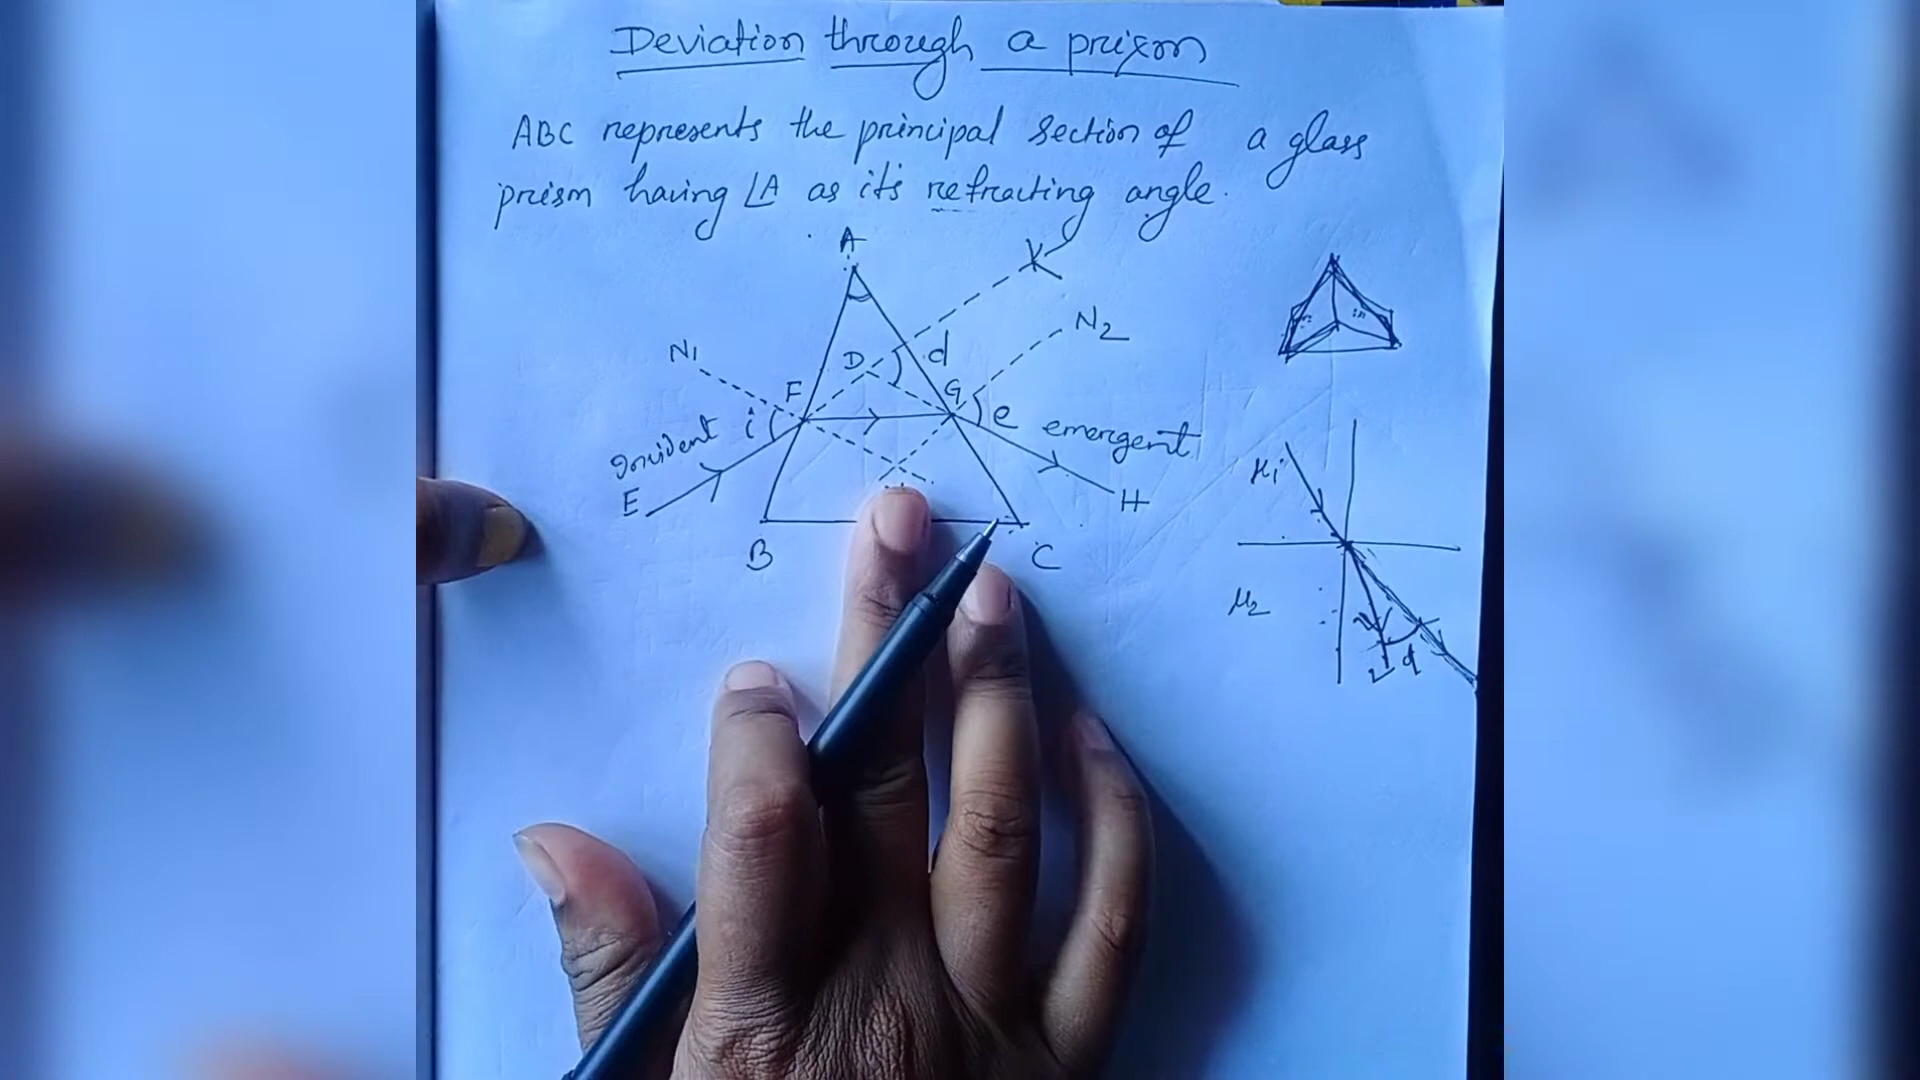 Deviation through a prism
ABC represents the principal section of a glass
prism having ∠A as its refracting angle.
A
K
N2
N1
D
d
F
G
i
e
Incident
emergent
E
H
B
C
μ1
μ2
d